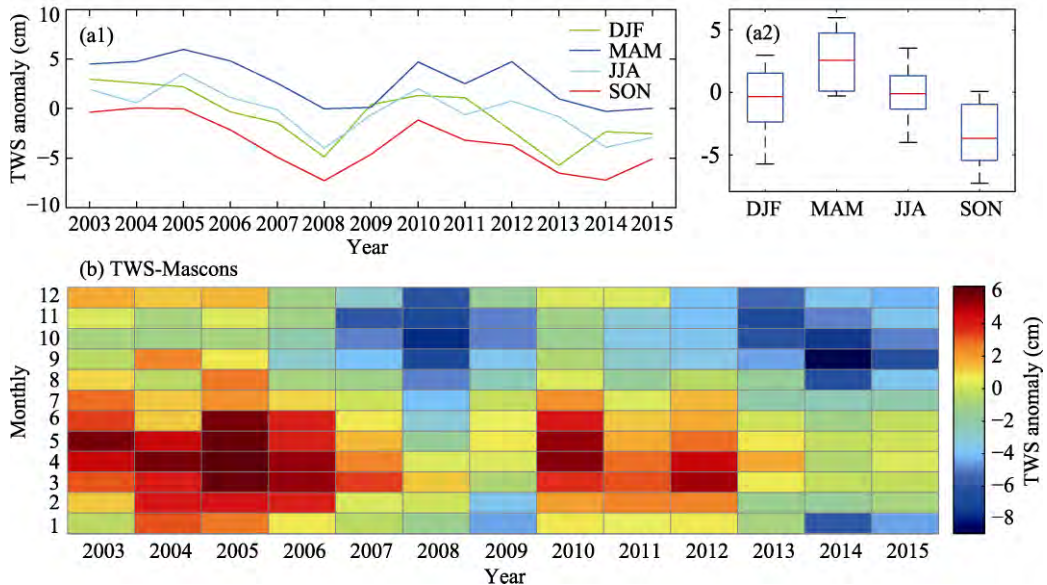 (a1)
TWS anomaly (cm)
10
5
0
−5
−10
DJF
MAM
JJA
SON
2003 2004 2005 2006 2007 2008 2009 2010 2011 2012 2013 2014 2015
Year
(a2)
5
0
-5
DJF MAM JJA SON
(b) TWS-Mascons
Monthly
12
11
10
9
8
7
6
5
4
3
2
1
2003 2004 2005 2006 2007 2008 2009 2010 2011 2012 2013 2014 2015
Year
6
4
2
0
−2
−4
−6
−8
TWS anomaly (cm)